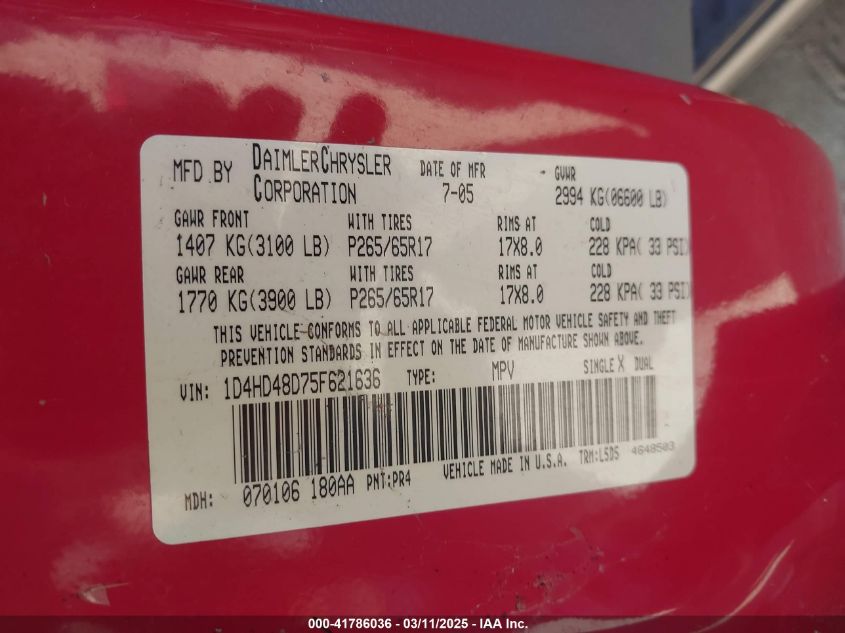 MFD BY DAIMLERCHRYSLER CORPORATION DATE OF MFR 7-05 GVWR 2994 KG(06600 LB)
GAWR FRONT WITH TIRES RIMS AT COLD
1407 KG(3100 LB) P265/65R17 17X8.0 228 KPA( 33 PSI)
GAWR REAR WITH TIRES RIMS AT COLD
1770 KG(3900 LB) P265/65R17 17X8.0 228 KPA( 33 PSI)
THIS VEHICLE CONFORMS TO ALL APPLICABLE FEDERAL MOTOR VEHICLE SAFETY AND THEFT
PREVENTION STANDARDS IN EFFECT ON THE DATE OF MANUFACTURE SHOWN ABOVE.
VIN: 1D4HD48D75F621636 TYPE: MPV SINGLE X DUAL
MDH: 070106 180AA PNT:PR4 VEHICLE MADE IN U.S.A. TRM:L5D5 4648503
000-41786036 - 03/11/2025 - IAAI Inc.